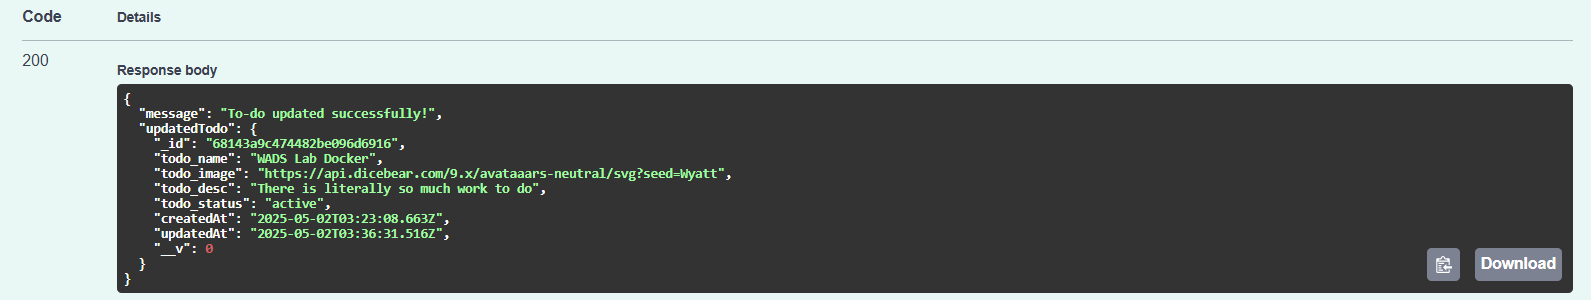 Code Details
200
Response body
{
  "message": "To-do updated successfully!",
  "updatedTodo": {
    "_id": "68143a9c474482be096d6916",
    "todo_name": "WADS Lab Docker",
    "todo_image": "https://api.dicebear.com/9.x/avataaars-neutral/svg?seed=Wyatt",
    "todo_desc": "There is literally so much work to do",
    "todo_status": "active",
    "createdAt": "2025-05-02T03:23:08.663Z",
    "updatedAt": "2025-05-02T03:36:31.516Z",
    "__v": 0
  }
}
Download